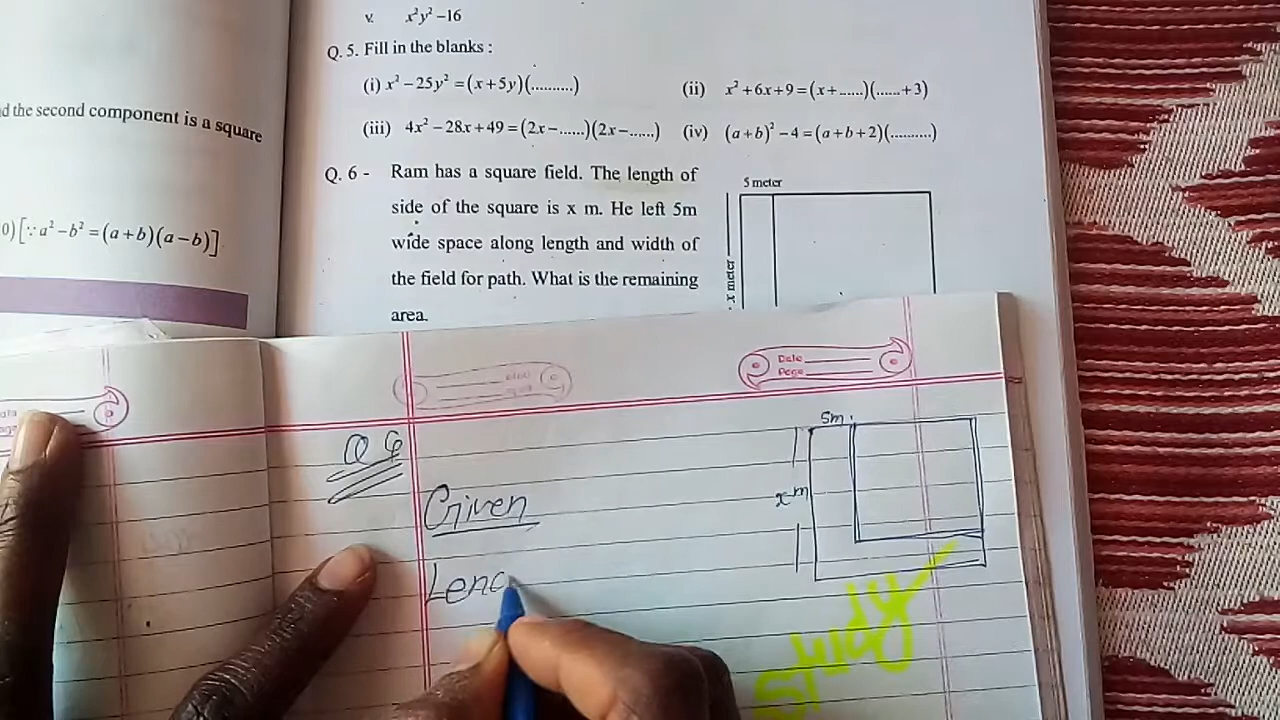 v. x²y² – 16
Q. 5. Fill in the blanks :
(i) x² – 25y² = (x + 5y)(..........)
(ii) x² + 6x + 9 = (x + ......)(...... + 3)
(iii) 4x² – 28x + 49 = (2x – ......)(2x – ......)
(iv) (a + b)² – 4 = (a + b + 2)(..........)
d the second component is a square
0) [∵ a² – b² = (a + b)(a – b)]
Q. 6 - Ram has a square field. The length of
side of the square is x m. He left 5m
wide space along length and width of
the field for path. What is the remaining
area.
5 meter
x meter
Date
Page
Q 6
Given
Leng
5m
x m
Study